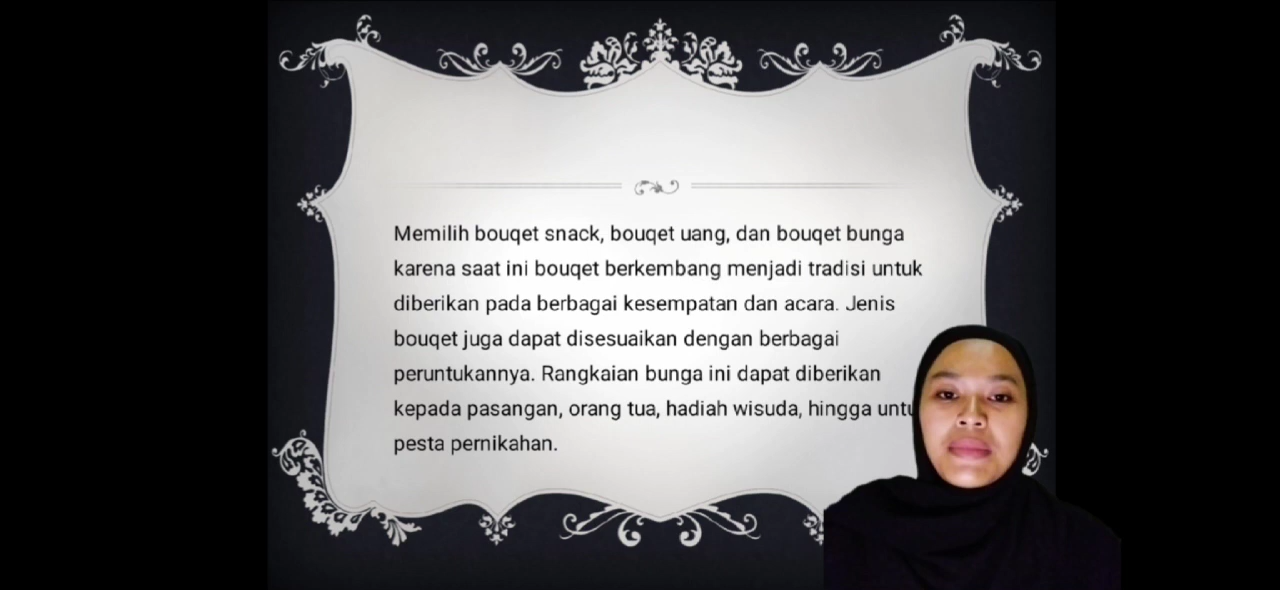 Memilih bouqet snack, bouqet uang, dan bouqet bunga
karena saat ini bouqet berkembang menjadi tradisi untuk
diberikan pada berbagai kesempatan dan acara. Jenis
bouqet juga dapat disesuaikan dengan berbagai
peruntukannya. Rangkaian bunga ini dapat diberikan
kepada pasangan, orang tua, hadiah wisuda, hingga untu
pesta pernikahan.